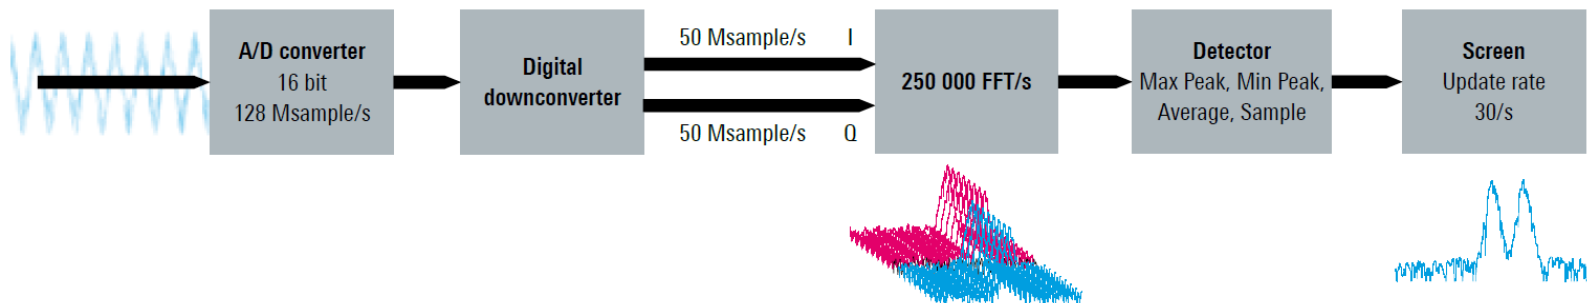 A/D converter
16 bit
128 Msample/s
Digital
downconverter
50 Msample/s I
50 Msample/s Q
250 000 FFT/s
Detector
Max Peak, Min Peak,
Average, Sample
Screen
Update rate
30/s